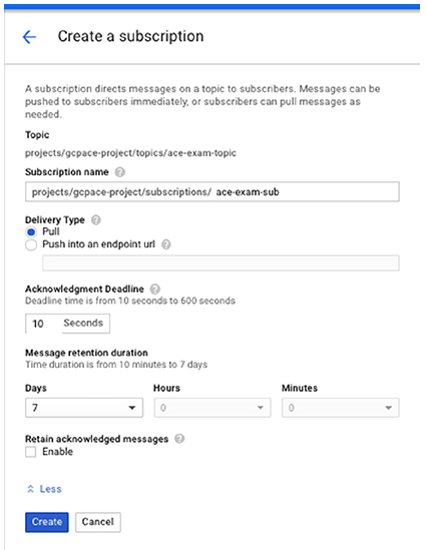 Create a subscription
A subscription directs messages on a topic to subscribers. Messages can be
pushed to subscribers immediately, or subscribers can pull messages as
needed.
Topic
projects/gcpace-project/topics/ace-exam-topic
Subscription name ?
projects/gcpace-project/subscriptions/ ace-exam-sub
Delivery Type ?
Pull
Push into an endpoint url ?
Acknowledgment Deadline ?
Deadline time is from 10 seconds to 600 seconds
10 Seconds
Message retention duration
Time duration is from 10 minutes to 7 days
Days Hours Minutes
7 0 0
Retain acknowledged messages ?
Enable
Less
Create Cancel